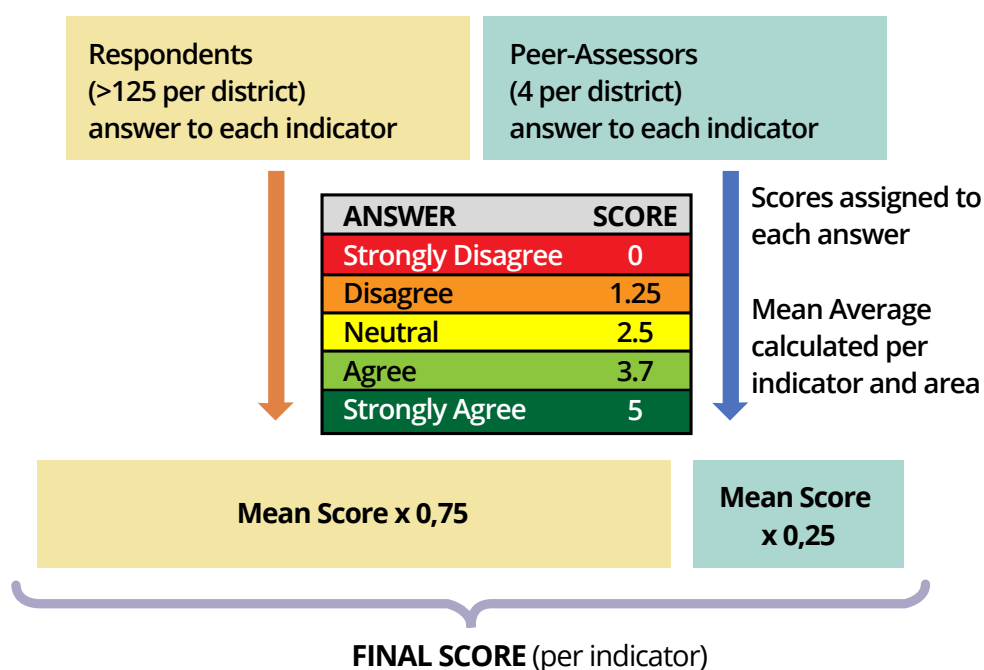 Respondents
(>125 per district)
answer to each indicator
Peer-Assessors
(4 per district)
answer to each indicator
ANSWER SCORE
Strongly Disagree 0
Disagree 1.25
Neutral 2.5
Agree 3.7
Strongly Agree 5
Scores assigned to
each answer
Mean Average
calculated per
indicator and area
Mean Score x 0,75
Mean Score
x 0,25
FINAL SCORE (per indicator)